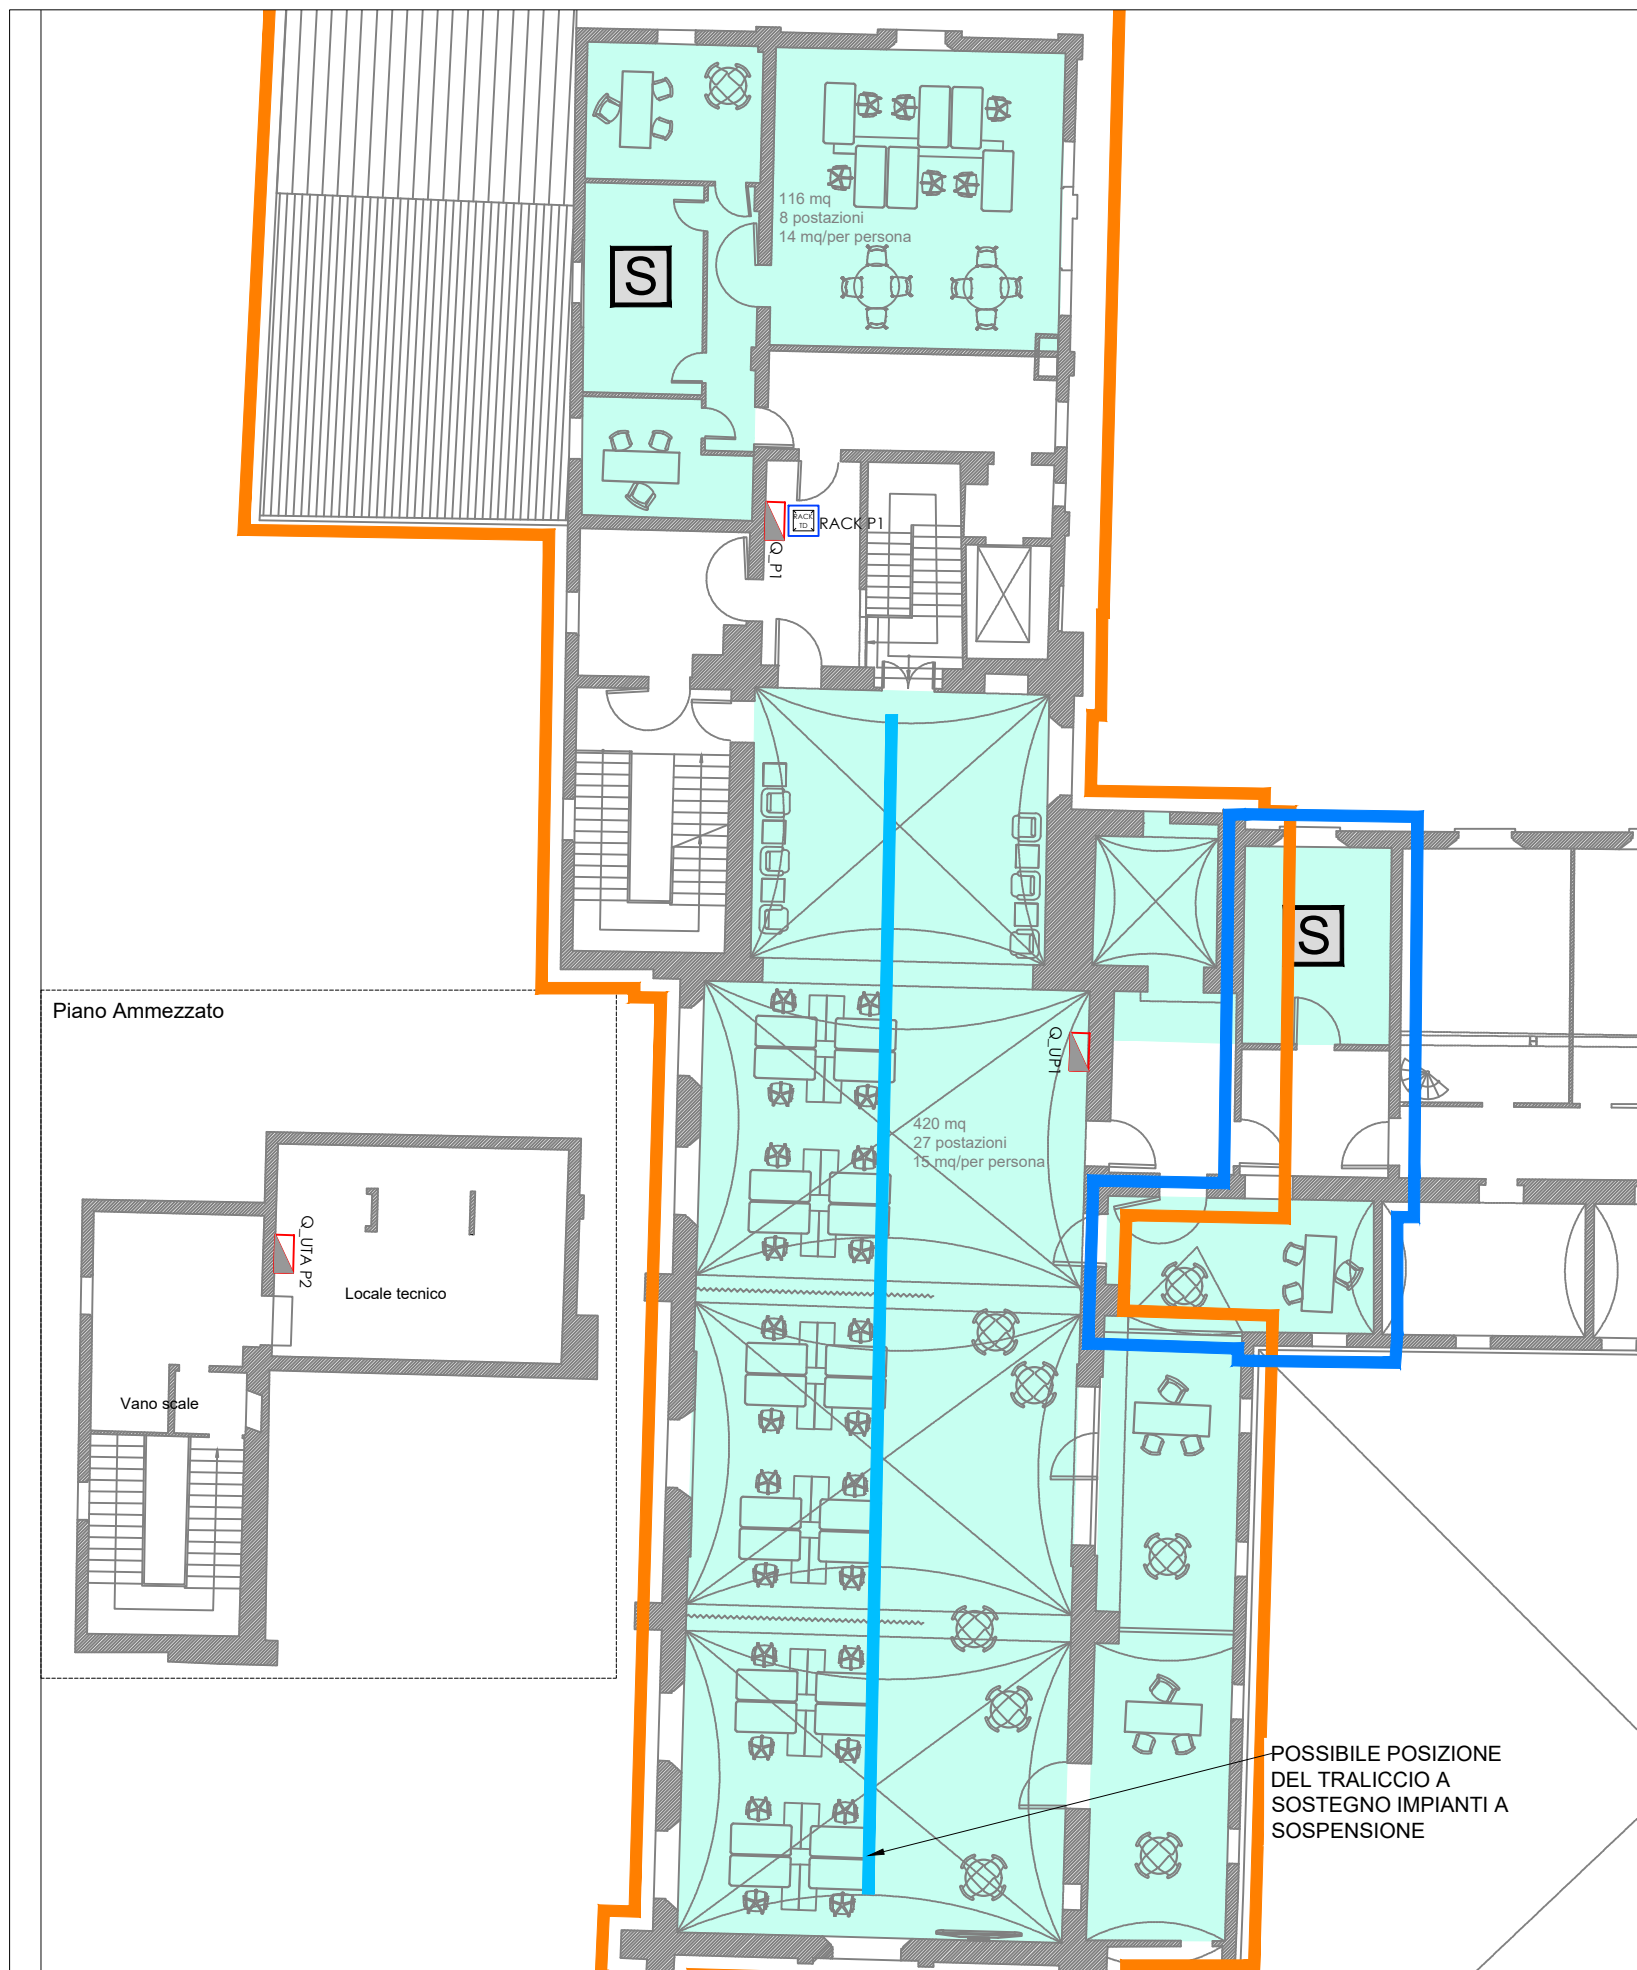 116 mq
8 postazioni
14 mq/per persona
S
RACK
TD
RACK P1
Q_P1
S
Piano Ammezzato
Q_UP1
420 mq
27 postazioni
15 mq/per persona
Q_UTA P2
Locale tecnico
Vano scale
POSSIBILE POSIZIONE
DEL TRALICCIO A
SOSTEGNO IMPIANTI A
SOSPENSIONE